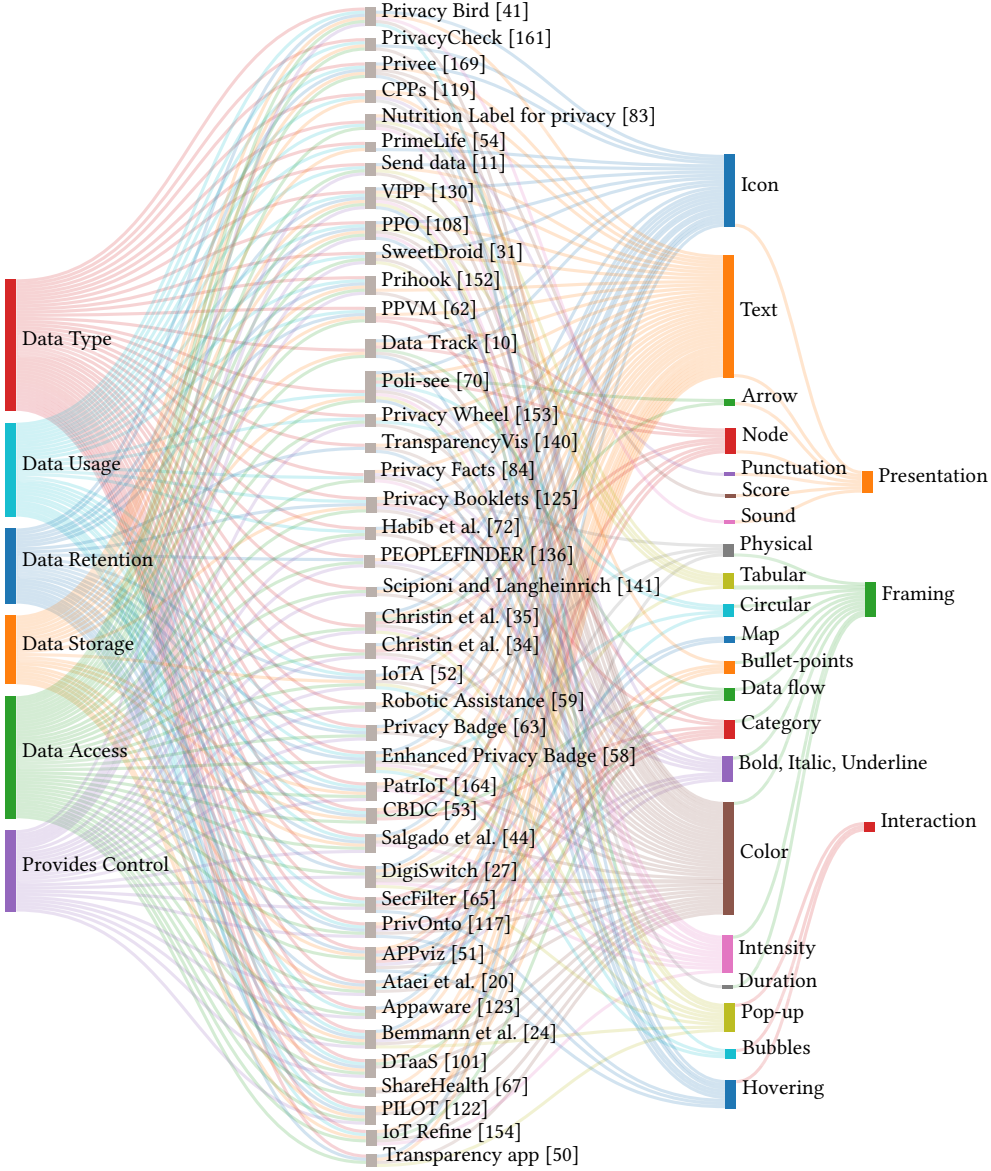 Data Type
Data Usage
Data Retention
Data Storage
Data Access
Provides Control
Privacy Bird [41]
PrivacyCheck [161]
Privee [169]
CPPs [119]
Nutrition Label for privacy [83]
PrimeLife [54]
Send data [11]
VIPP [130]
PPO [108]
SweetDroid [31]
Prihook [152]
PPVM [62]
Data Track [10]
Poli-see [70]
Privacy Wheel [153]
TransparencyVis [140]
Privacy Facts [84]
Privacy Booklets [125]
Habib et al. [72]
PEOPLEFINDER [136]
Scipioni and Langheinrich [141]
Christin et al. [35]
Christin et al. [34]
IoTA [52]
Robotic Assistance [59]
Privacy Badge [63]
Enhanced Privacy Badge [58]
PatrIoT [164]
CBDC [53]
Salgado et al. [44]
DigiSwitch [27]
SecFilter [65]
PrivOnto [117]
APPviz [51]
Ataei et al. [20]
Appaware [123]
Bemmann et al. [24]
DTaaS [101]
ShareHealth [67]
PILOT [122]
IoT Refine [154]
Transparency app [50]
Icon
Text
Arrow
Node
Punctuation
Score
Sound
Physical
Tabular
Circular
Map
Bullet-points
Data flow
Category
Bold, Italic, Underline
Color
Intensity
Duration
Pop-up
Bubbles
Hovering
Presentation
Framing
Interaction